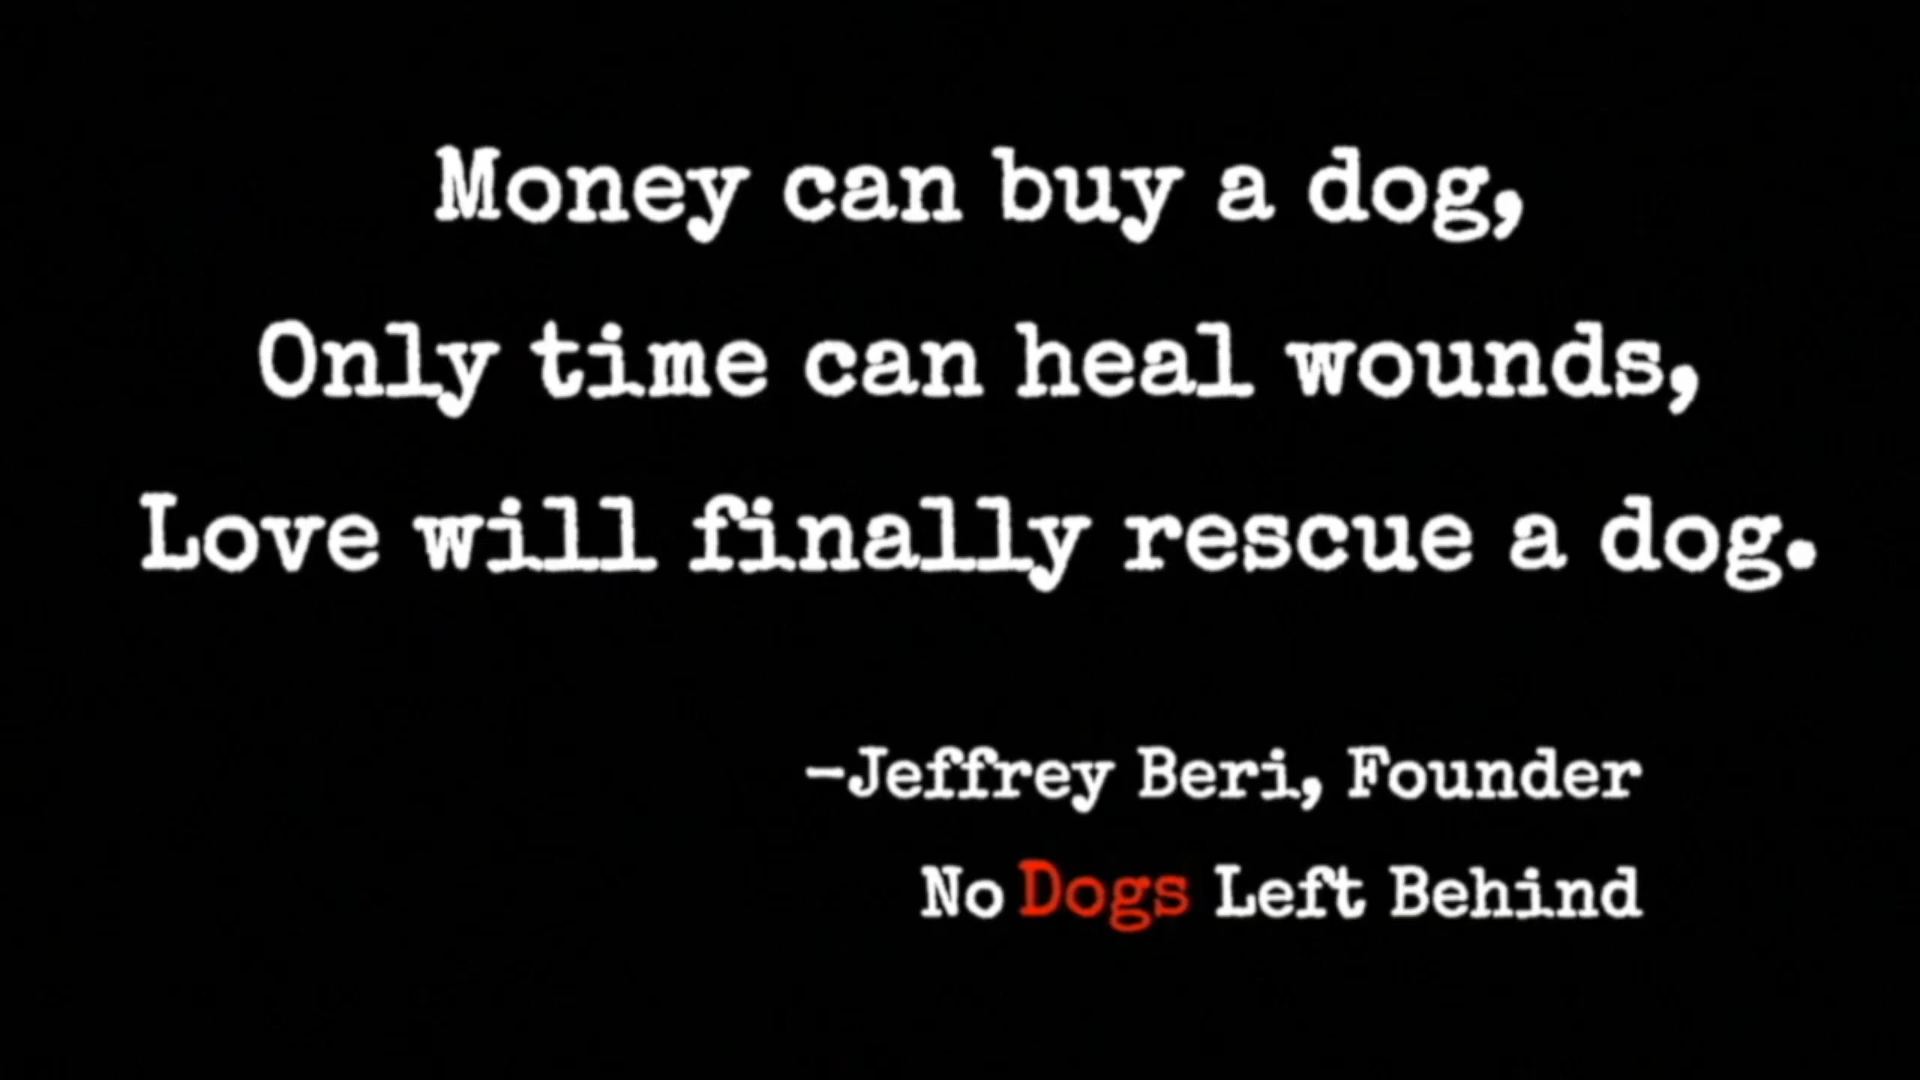 Money can buy a dog,
Only time can heal wounds,
Love will finally rescue a dog.
-Jeffrey Beri, Founder
No Dogs Left Behind